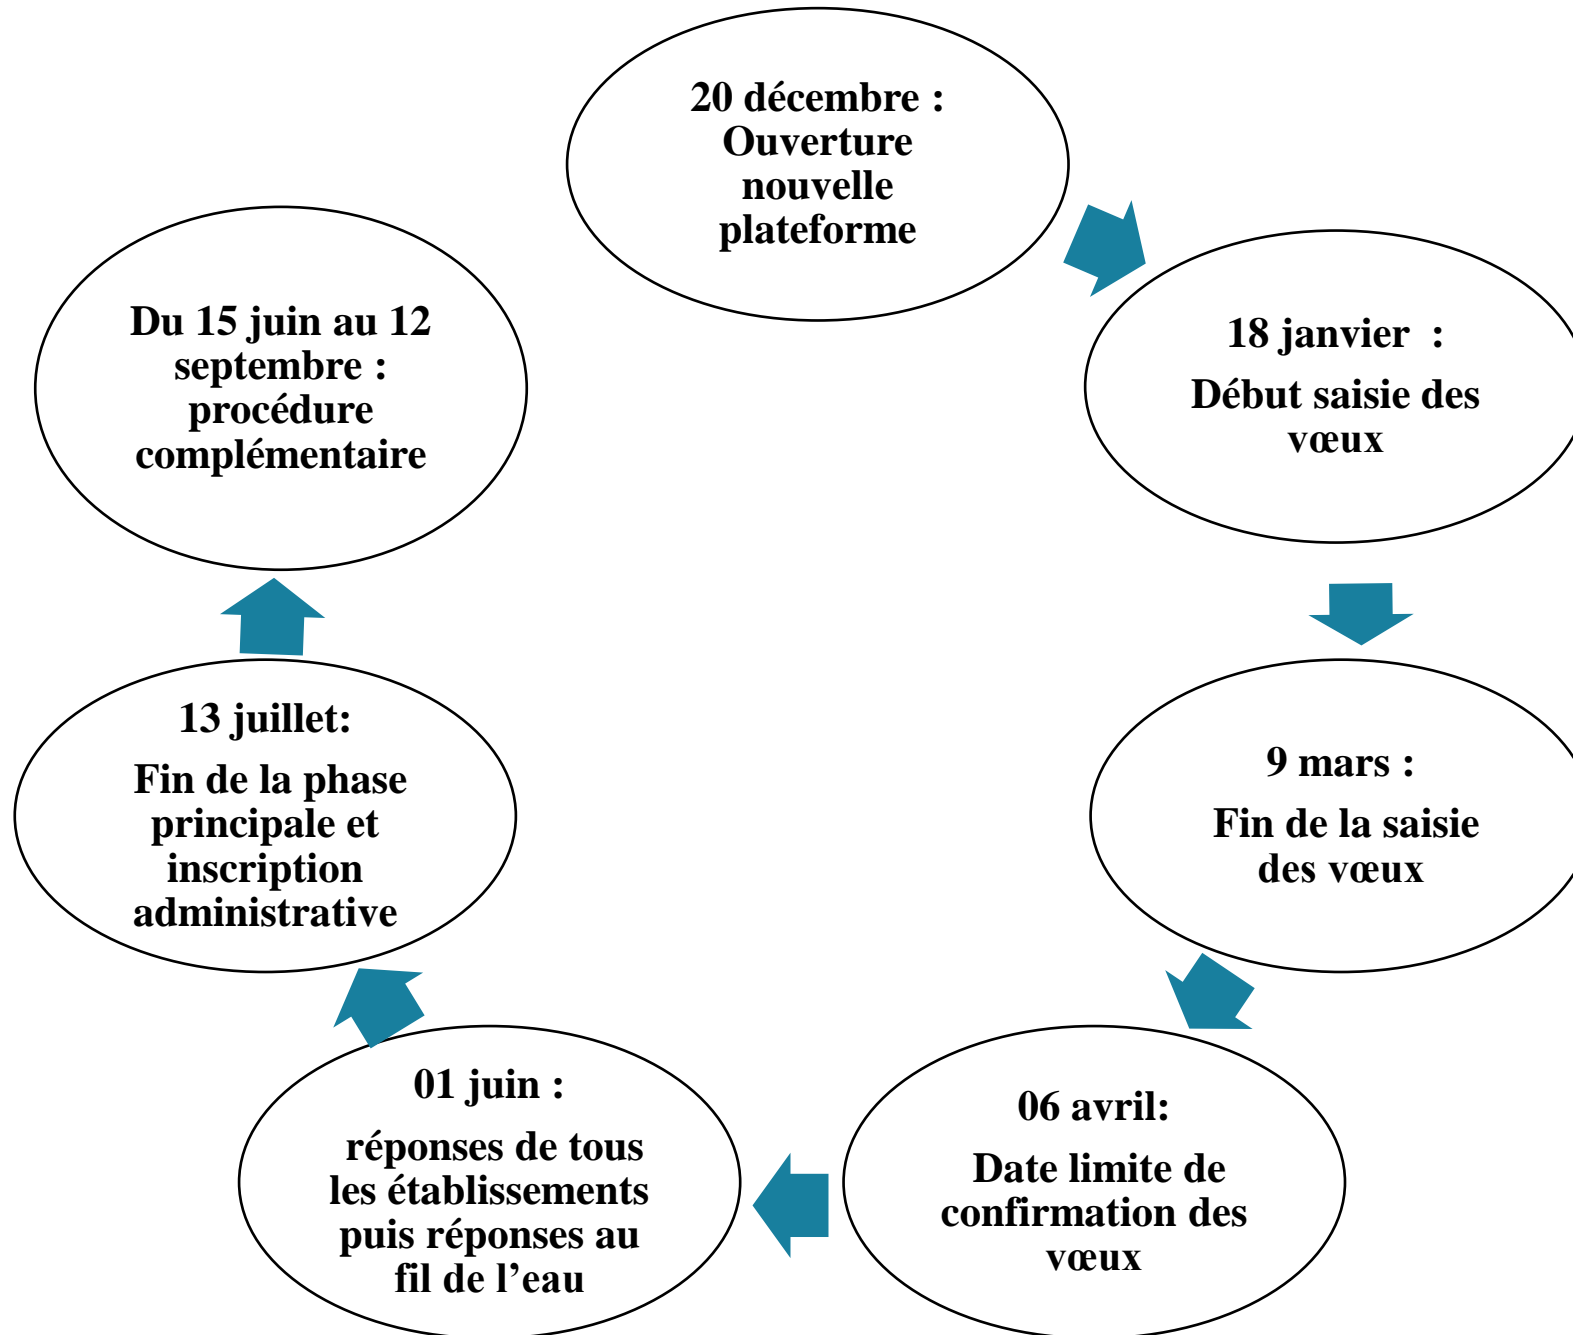 20 décembre :
Ouverture
nouvelle
plateforme
18 janvier  :
Début saisie des
vœux
9 mars :
Fin de la saisie
des vœux
06 avril:
Date limite de
confirmation des
vœux
01 juin :
réponses de tous
les établissements
puis réponses au
fil de l’eau
13 juillet:
Fin de la phase
principale et
inscription
administrative
Du 15 juin au 12
septembre :
procédure
complémentaire